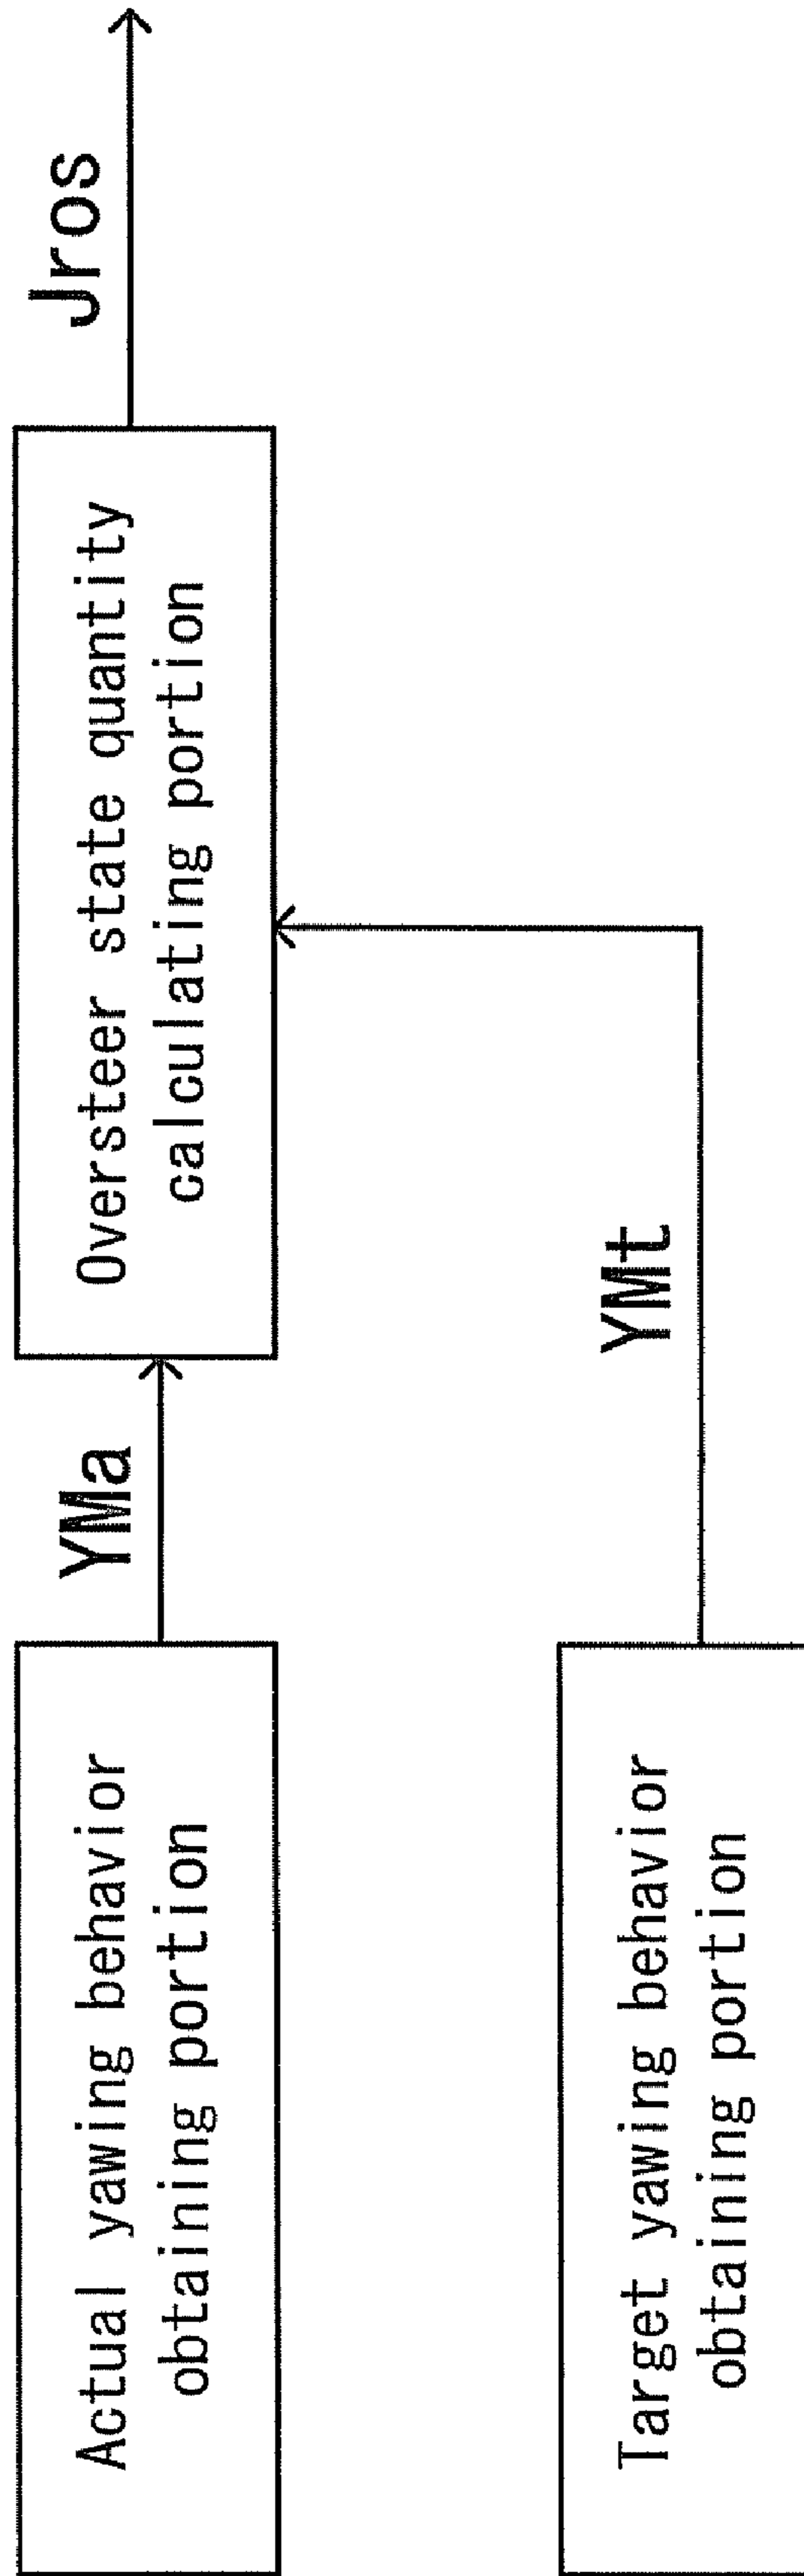 Actual yawing behavior
obtaining portion
YMa
Oversteer state quantity
calculating portion
Jros
Target yawing behavior
obtaining portion
YMt